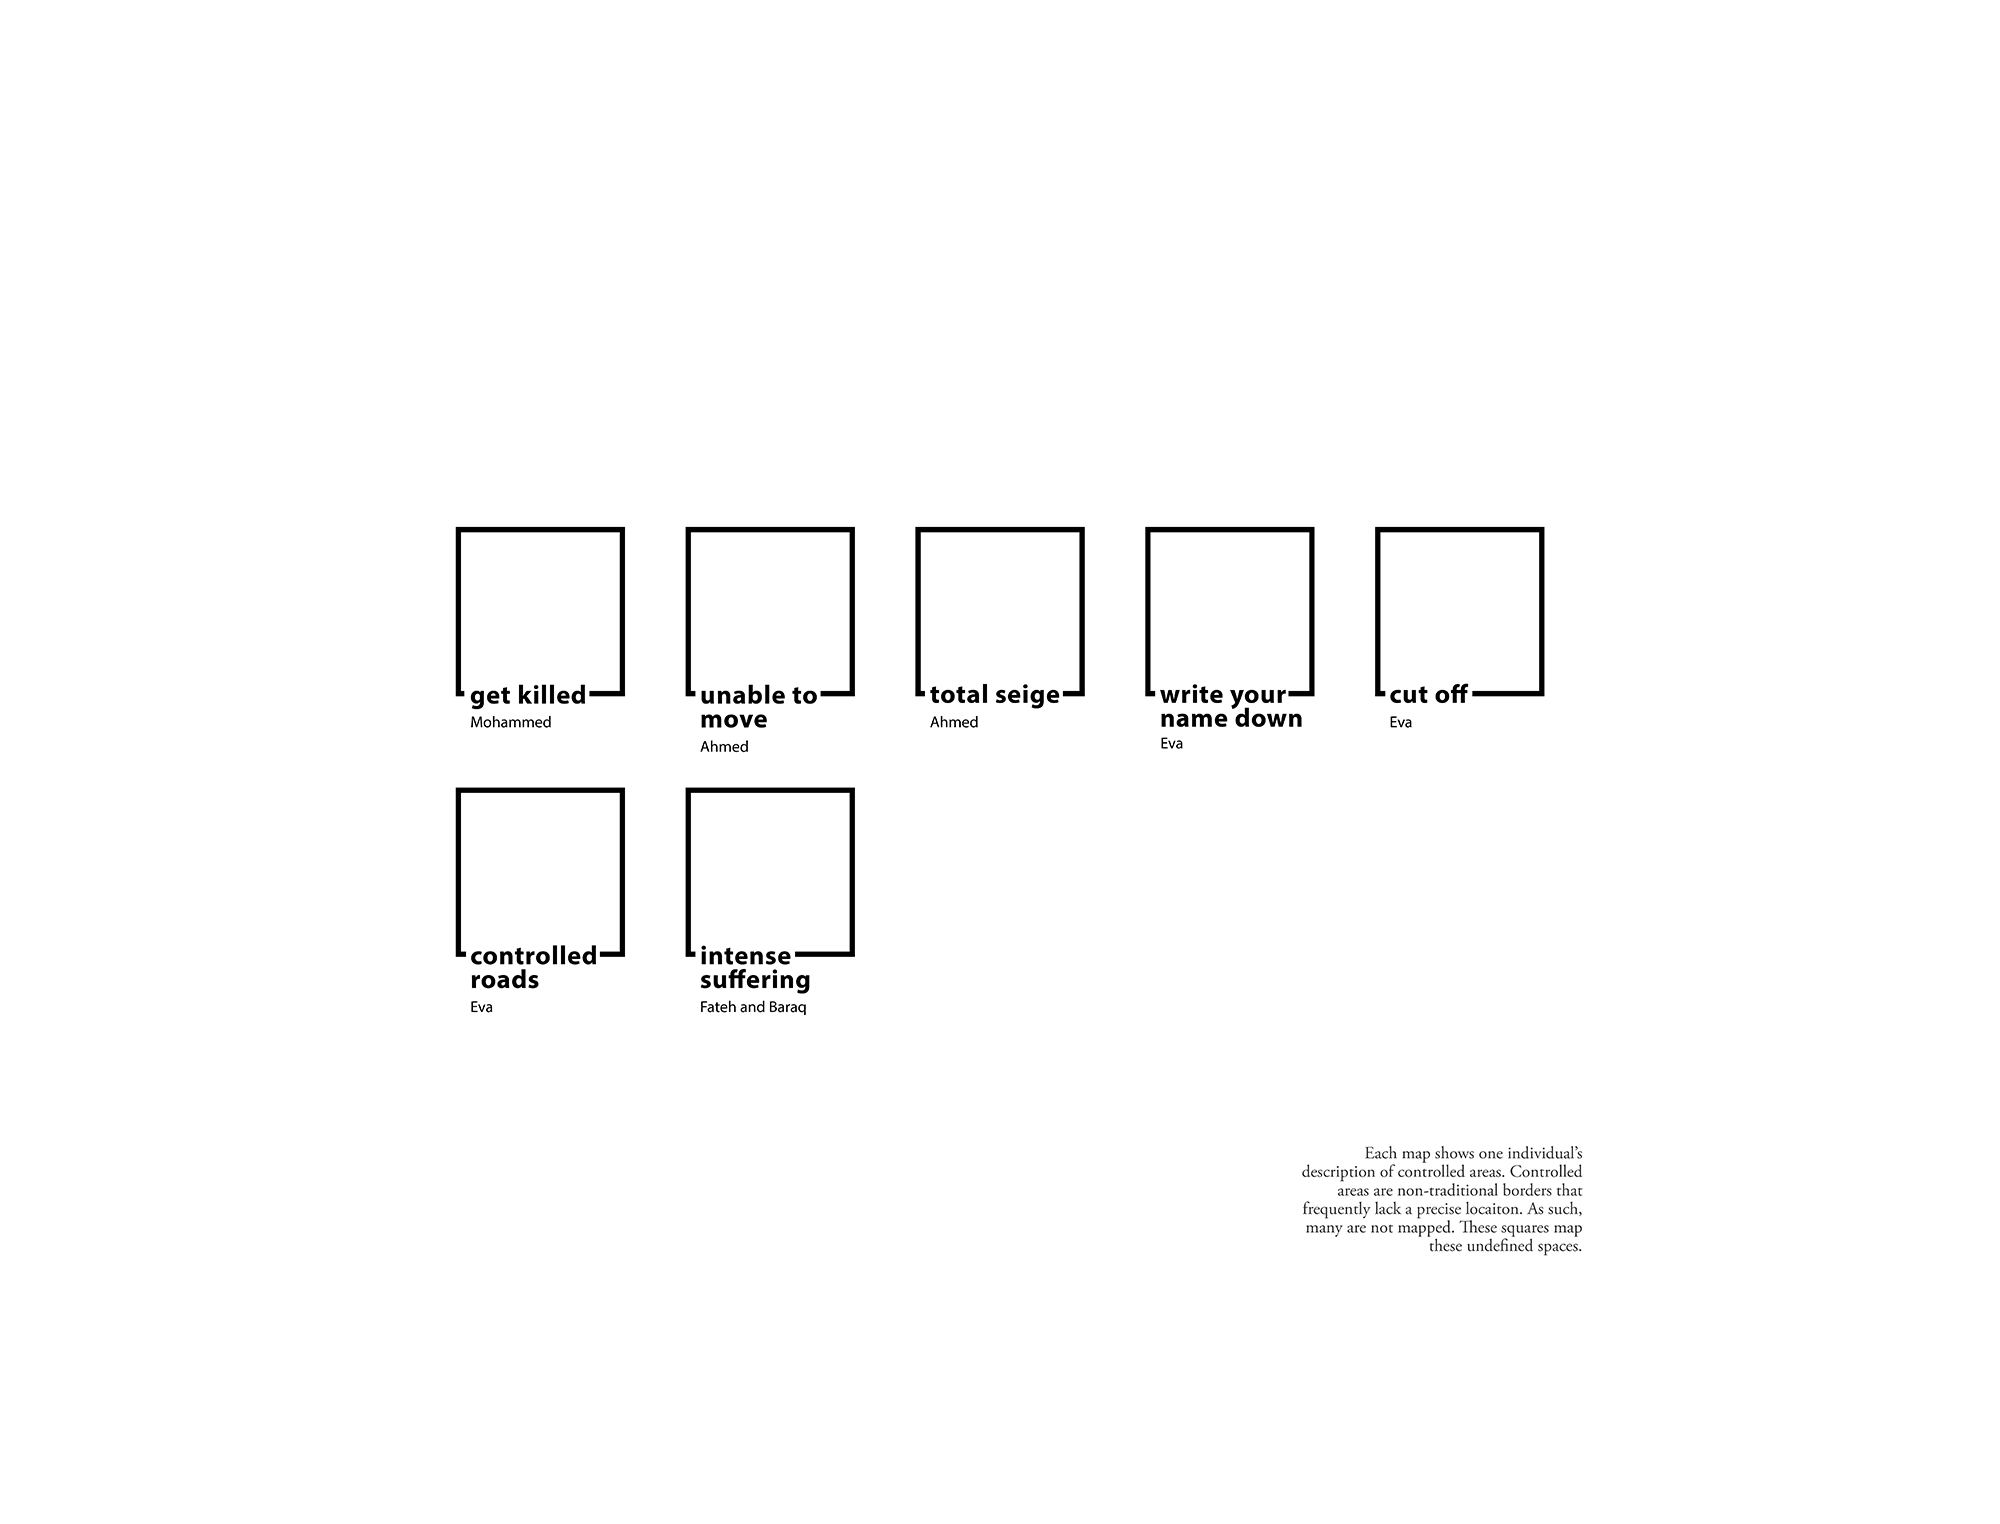 get killed
Mohammed
unable to
move
Ahmed
total seige
Ahmed
write your
name down
Eva
cut off
Eva
controlled
roads
Eva
intense
suffering
Fateh and Baraq
Each map shows one individual’s
description of controlled areas. Controlled
areas are non-traditional borders that
frequently lack a precise locaiton. As such,
many are not mapped. These squares map
these undefined spaces.